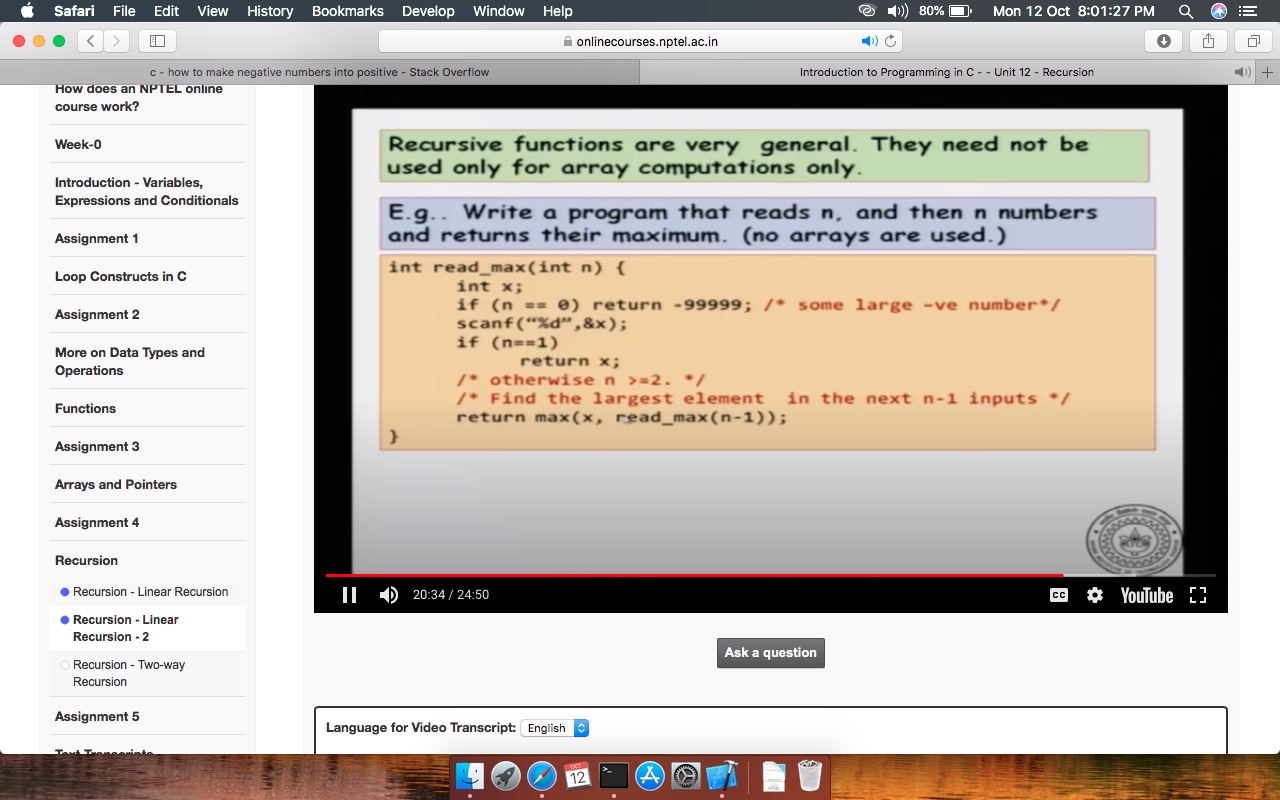 Safari File Edit View History Bookmarks Develop Window Help 80% Mon 12 Oct 8:01:27 PM
onlinecourses.nptel.ac.in
c - how to make negative numbers into positive - Stack Overflow
Introduction to Programming in C - - Unit 12 - Recursion
How does an NPTEL online
course work?
Week-0
Introduction - Variables,
Expressions and Conditionals
Assignment 1
Loop Constructs in C
Assignment 2
More on Data Types and
Operations
Functions
Assignment 3
Arrays and Pointers
Assignment 4
Recursion
Recursion - Linear Recursion
Recursion - Linear
Recursion - 2
Recursion - Two-way
Recursion
Assignment 5
Text Transcripts
Recursive functions are very general. They need not be
used only for array computations only.
E.g.. Write a program that reads n, and then n numbers
and returns their maximum. (no arrays are used.)
int read_max(int n) {
int x;
if (n == 0) return -99999; /* some large –ve number*/
scanf(“%d”,&x);
if (n==1)
return x;
/* otherwise n >=2. */
/* Find the largest element in the next n-1 inputs */
return max(x, read_max(n-1));
}
20:34 / 24:50
CC
YouTube
Ask a question
Language for Video Transcript: English
OCT
12